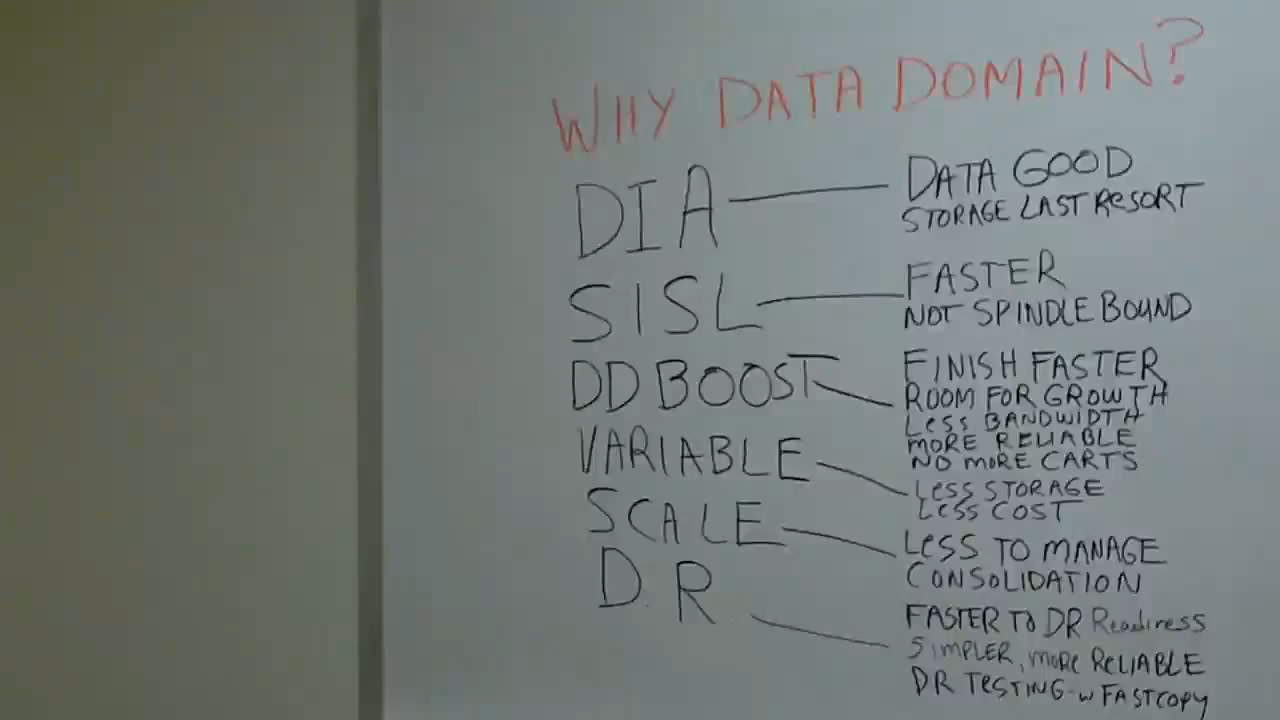 WHY DATA DOMAIN?
DIA
DATA GOOD
STORAGE LAST RESORT
SISL
FASTER
NOT SPINDLE BOUND
DD BOOST
FINISH FASTER
ROOM FOR GROWTH
LeSS BANDWIDTH
MORE RELIABLE
NO MORE CARTS
VARIABLE
LeSS STORAGE
LeSS COST
SCALE
LeSS TO MANAGE
CONSOLIDATION
D.R
FASTER TO DR Readiness
SIMPLER, more RELIABLE
DR TeSTING-w FASTCOPY